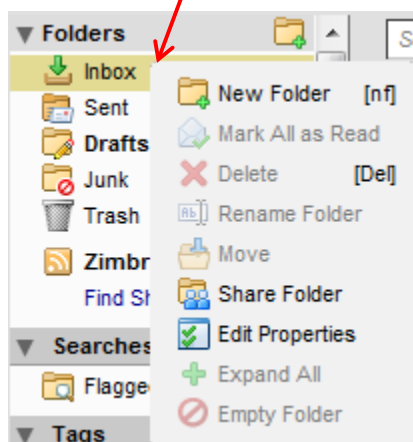 Folders
S
Inbox
Sent
Drafts
Junk
Trash
Zimbr
Find Sh
Searches
Flagge
Tags
New Folder [nf]
Mark All as Read
Delete [Del]
Rename Folder
Move
Share Folder
Edit Properties
Expand All
Empty Folder